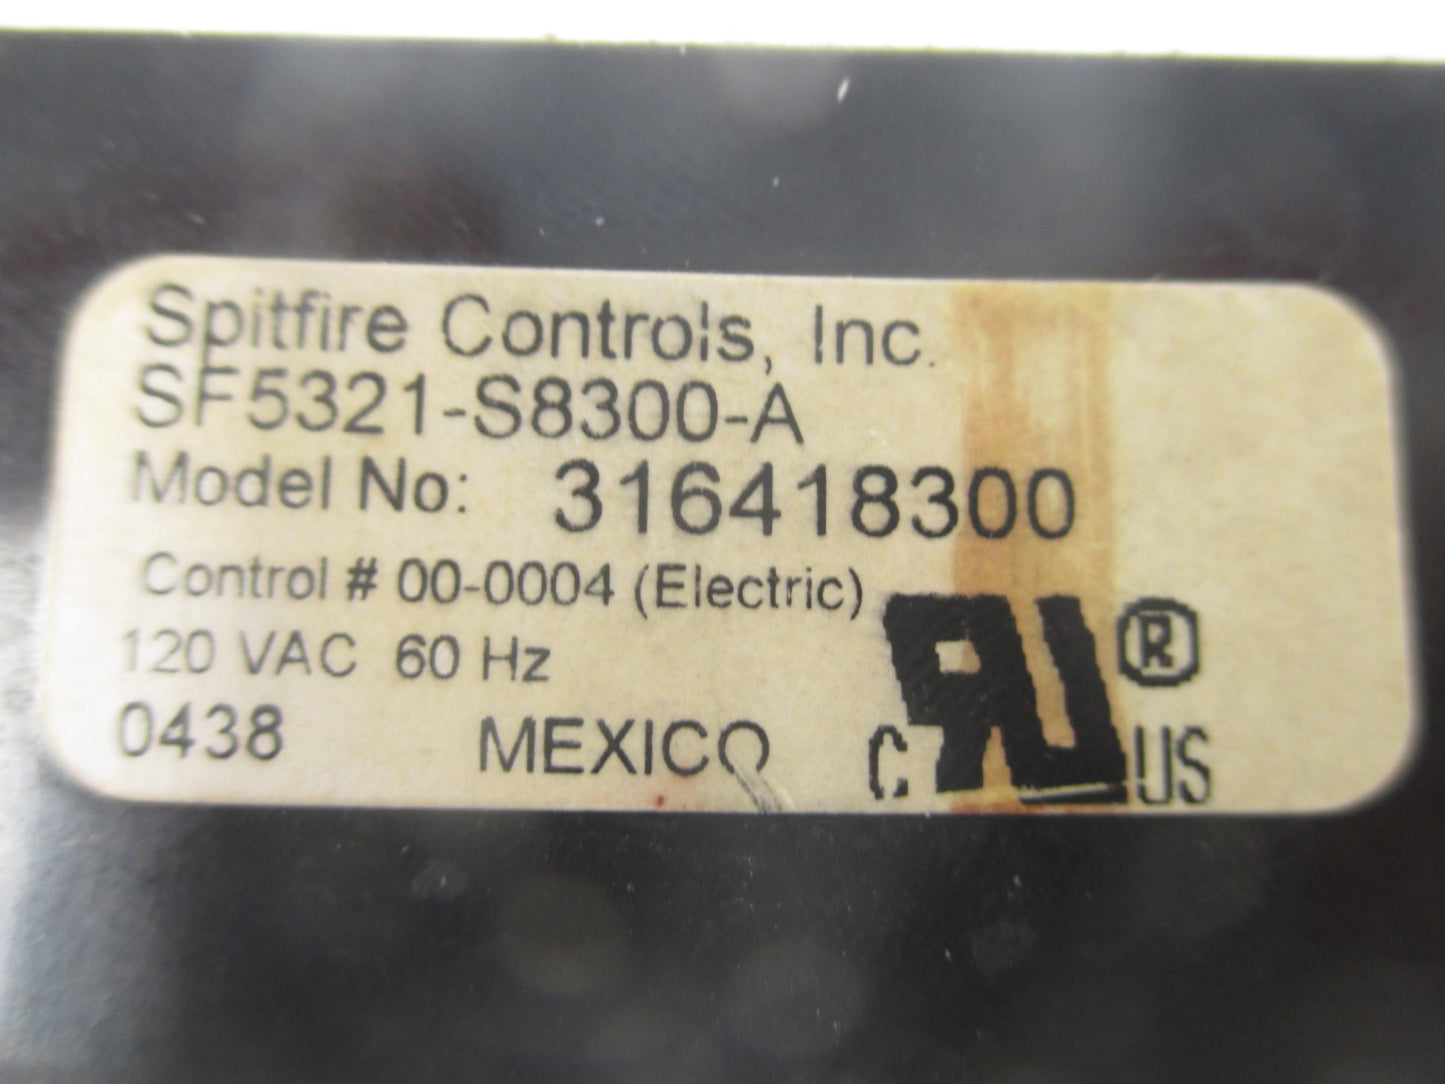 Spitfire Controls, Inc.
SF5321-S8300-A
Model No: 316418300
Control # 00-0004 (Electric)
120 VAC 60 Hz
0438 MEXICO
C RU ® US